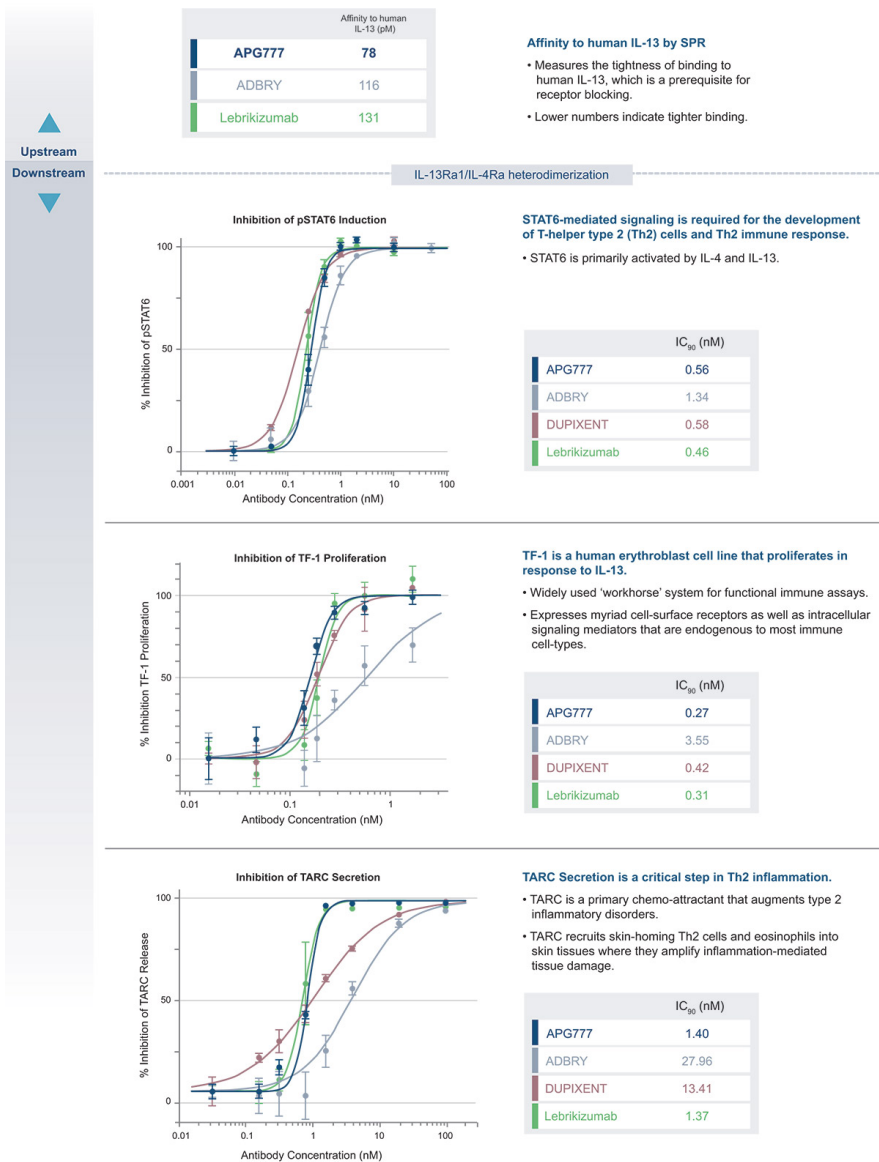 Affinity to human
IL-13 (pM)
APG777 78
ADBRY 116
Lebrikizumab 131
Affinity to human IL-13 by SPR
• Measures the tightness of binding to
human IL-13, which is a prerequisite for
receptor blocking.
• Lower numbers indicate tighter binding.
Upstream
Downstream
IL-13Ra1/IL-4Ra heterodimerization
Inhibition of pSTAT6 Induction
% Inhibition of pSTAT6
100
50
0
0.001 0.01 0.1 1 10 100
Antibody Concentration (nM)
STAT6-mediated signaling is required for the development
of T-helper type 2 (Th2) cells and Th2 immune response.
• STAT6 is primarily activated by IL-4 and IL-13.
IC90 (nM)
APG777 0.56
ADBRY 1.34
DUPIXENT 0.58
Lebrikizumab 0.46
Inhibition of TF-1 Proliferation
% Inhibition TF-1 Proliferation
100
50
0
0.01 0.1 1
Antibody Concentration (nM)
TF-1 is a human erythroblast cell line that proliferates in
response to IL-13.
• Widely used ‘workhorse’ system for functional immune assays.
• Expresses myriad cell-surface receptors as well as intracellular
signaling mediators that are endogenous to most immune
cell-types.
IC90 (nM)
APG777 0.27
ADBRY 3.55
DUPIXENT 0.42
Lebrikizumab 0.31
Inhibition of TARC Secretion
% Inhibition of TARC Release
100
50
0
0.01 0.1 1 10 100
Antibody Concentration (nM)
TARC Secretion is a critical step in Th2 inflammation.
• TARC is a primary chemo-attractant that augments type 2
inflammatory disorders.
• TARC recruits skin-homing Th2 cells and eosinophils into
skin tissues where they amplify inflammation-mediated
tissue damage.
IC90 (nM)
APG777 1.40
ADBRY 27.96
DUPIXENT 13.41
Lebrikizumab 1.37